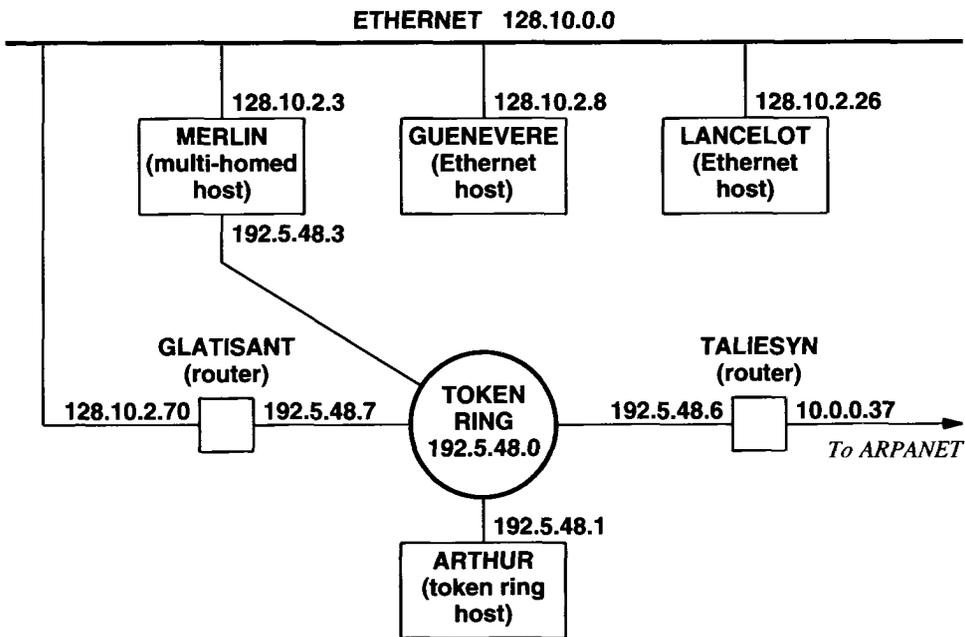 ETHERNET 128.10.0.0
128.10.2.3
128.10.2.8
128.10.2.26
MERLIN
(multi-homed
host)
GUENEVERE
(Ethernet
host)
LANCELOT
(Ethernet
host)
192.5.48.3
GLATISANT
(router)
TALIESYN
(router)
128.10.2.70
192.5.48.7
TOKEN
RING
192.5.48.0
192.5.48.6
10.0.0.37
To ARPANET
192.5.48.1
ARTHUR
(token ring
host)